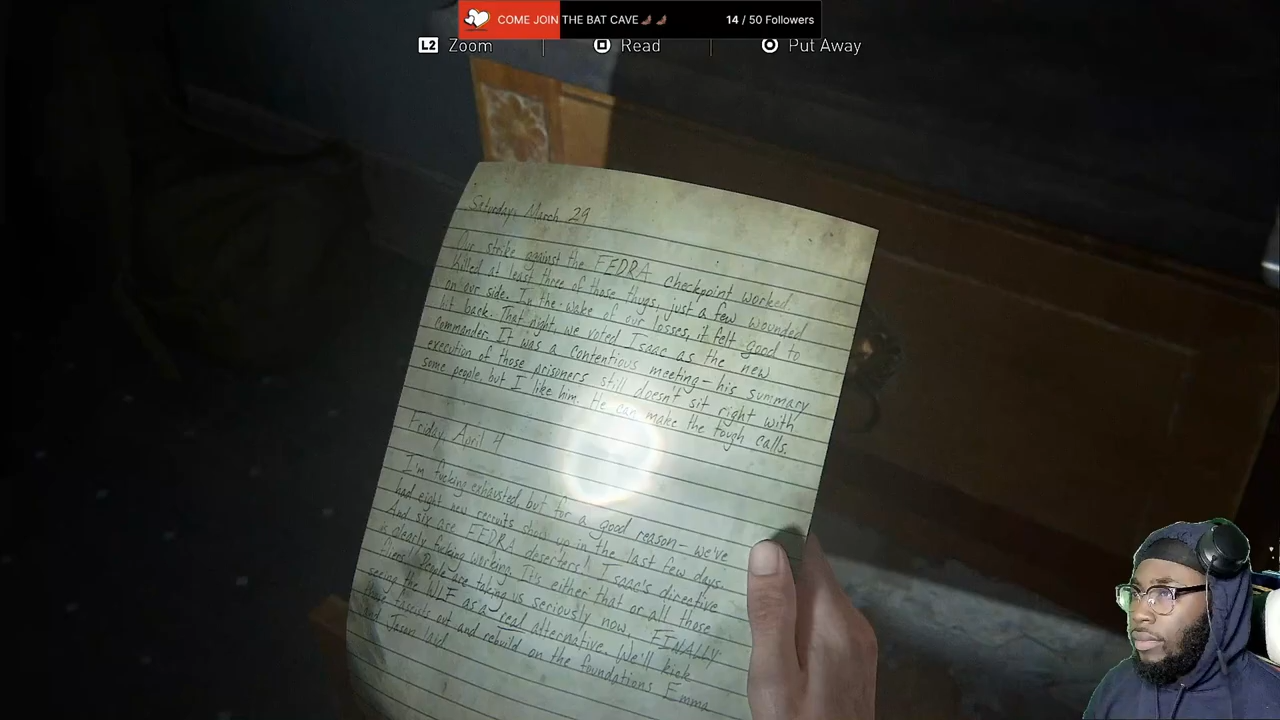 COME JOIN THE BAT CAVE 14 / 50 Followers
L2 Zoom Read Put Away
Saturday, March 29
Our strike against the FEDRA checkpoint worked.
Killed at least three of those thugs, just a few wounded
on our side. In the wake of our losses, it felt good to
hit back. That night we voted Isaac as the new
commander. It was a contentious meeting - his summary
execution of those prisoners still doesn't sit right with
some people, but I like him. He can make the tough calls.
Friday, April 4
I'm fucking exhausted, but for a good reason - we've
had eight new recruits show up in the last few days.
And six are FEDRA deserters! Isaac's directive
is clearly fucking working. It's either that or all those
fliers! People are taking us seriously now, FINALLY
seeing the WLF as a real alternative. We'll kick
fascists out and rebuild on the foundations Emma
and Jason laid